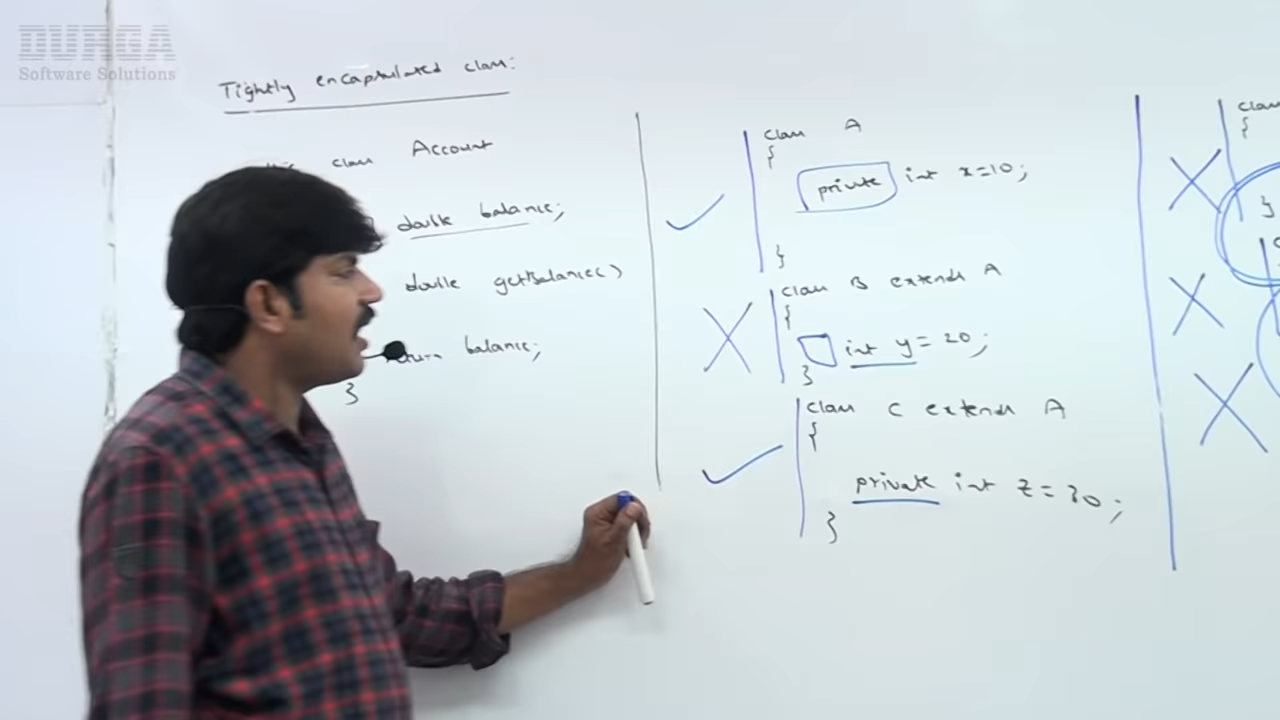 DURGA
Software Solutions
Tightly encapsulated class:
class Account
double balance;
double getBalance()
balance;
}
class A
{
private int x=10;
}
class B extends A
{
int y = 20;
}
class C extends A
{
private int z = 30;
}
class
{
}